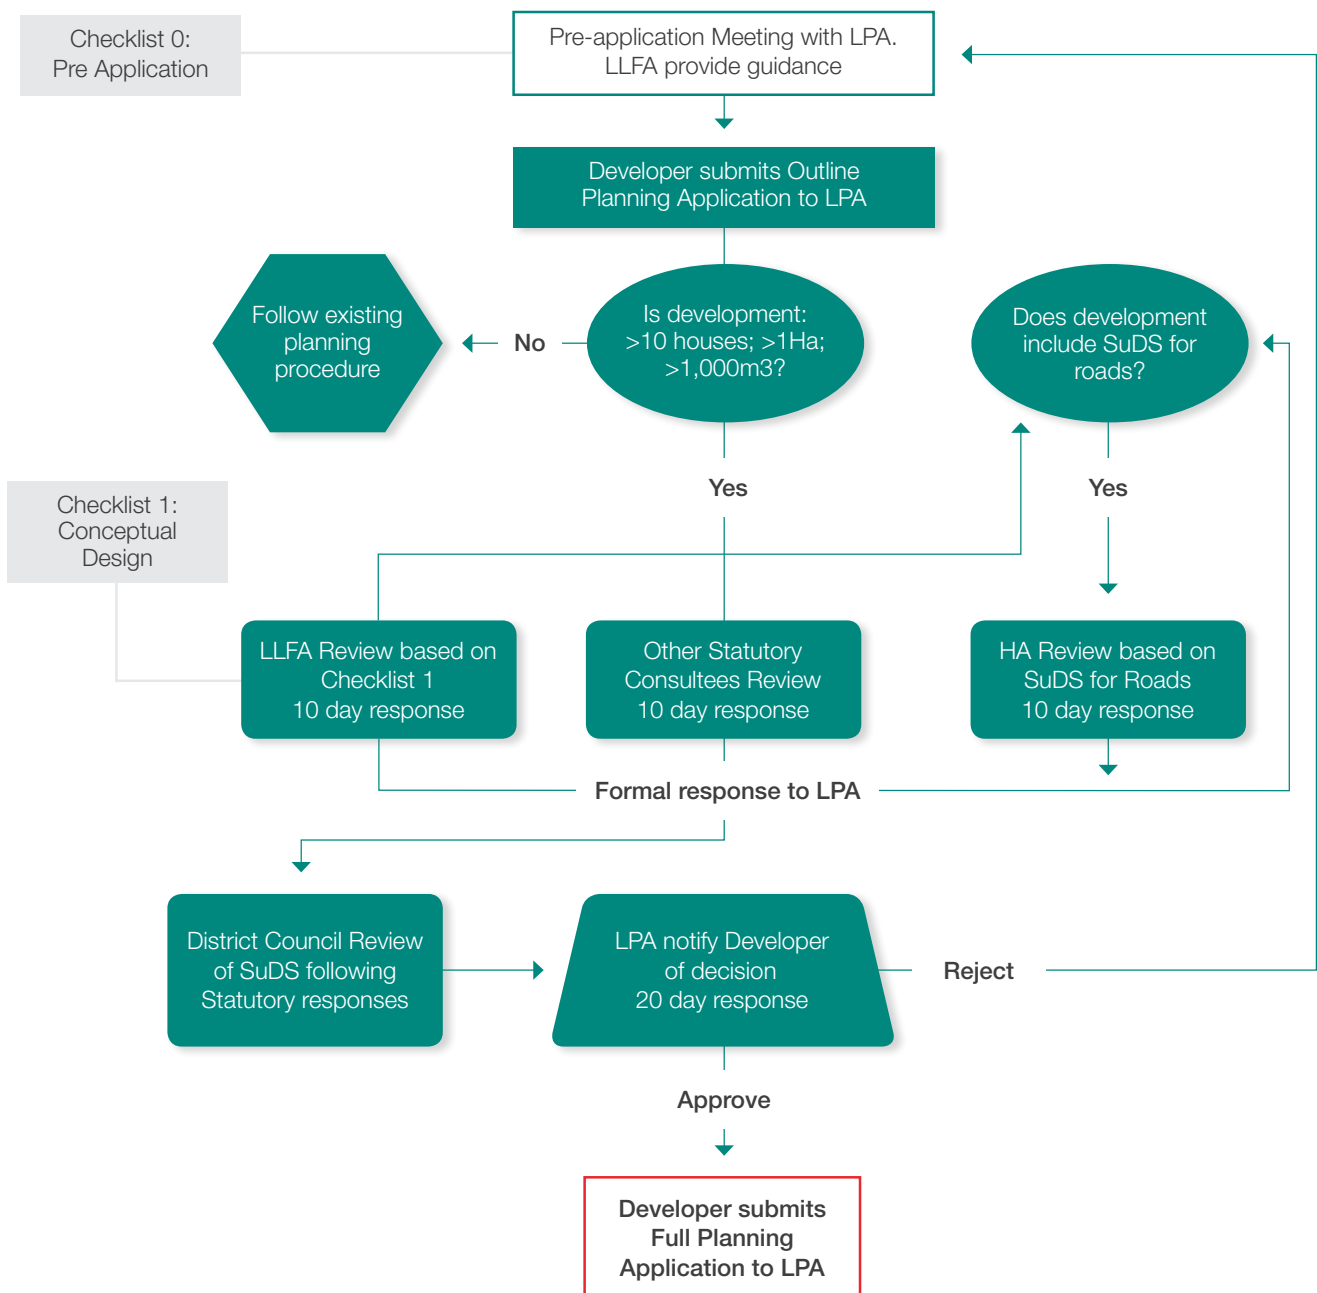 Checklist 0:
Pre Application
Pre-application Meeting with LPA.
LLFA provide guidance
Developer submits Outline
Planning Application to LPA
Follow existing
planning
procedure
No
Is development:
>10 houses; >1Ha;
>1,000m3?
Does development
include SuDS for
roads?
Yes
Yes
Checklist 1:
Conceptual
Design
LLFA Review based on
Checklist 1
10 day response
Other Statutory
Consultees Review
10 day response
HA Review based on
SuDS for Roads
10 day response
Formal response to LPA
District Council Review
of SuDS following
Statutory responses
LPA notify Developer
of decision
20 day response
Reject
Approve
Developer submits
Full Planning
Application to LPA